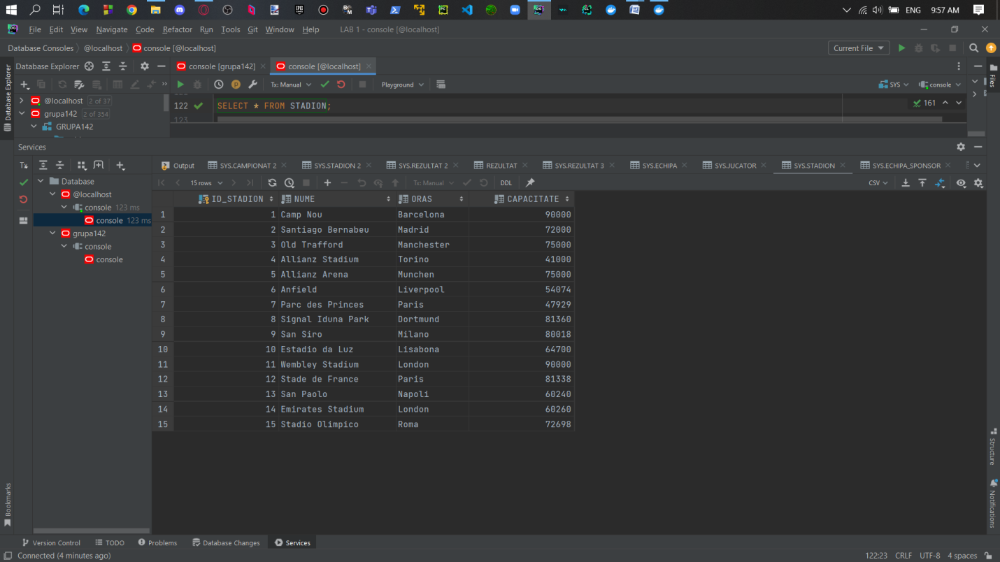 ENG 9:57 AM
File Edit View Navigate Code Refactor Run Tools Git Window Help LAB 1 - console [@localhost]
Database Consoles @localhost console [@localhost] Current File
Database Explorer console [grupa142] console [@localhost]
Tx: Manual Playground SYS console
@localhost 2 of 37
grupa142 2 of 354
GRUPA142
122 SELECT * FROM STADION; 161
123
Services
Tx Output SYS.CAMPIONAT 2 SYS.STADION 2 SYS.REZULTAT 2 REZULTAT SYS.REZULTAT 3 SYS.ECHIPA SYS.JUCATOR SYS.STADION SYS.ECHIPA_SPONSOR
15 rows Tx: Manual DDL CSV
Database
@localhost
console 123 ms
console 123 ms
grupa142
console
console
ID_STADION NUME ORAS CAPACITATE
1 1 Camp Nou Barcelona 90000
2 2 Santiago Bernabeu Madrid 72000
3 3 Old Trafford Manchester 75000
4 4 Allianz Stadium Torino 41000
5 5 Allianz Arena Munchen 75000
6 6 Anfield Liverpool 54074
7 7 Parc des Princes Paris 47929
8 8 Signal Iduna Park Dortmund 81360
9 9 San Siro Milano 80018
10 10 Estadio da Luz Lisabona 64700
11 11 Wembley Stadium London 90000
12 12 Stade de France Paris 81338
13 13 San Paolo Napoli 60240
14 14 Emirates Stadium London 60260
15 15 Stadio Olimpico Roma 72698
Database Explorer
Bookmarks
Files
Structure
Notifications
Version Control TODO Problems Database Changes Services
Connected (4 minutes ago) 122:23 CRLF UTF-8 4 spaces